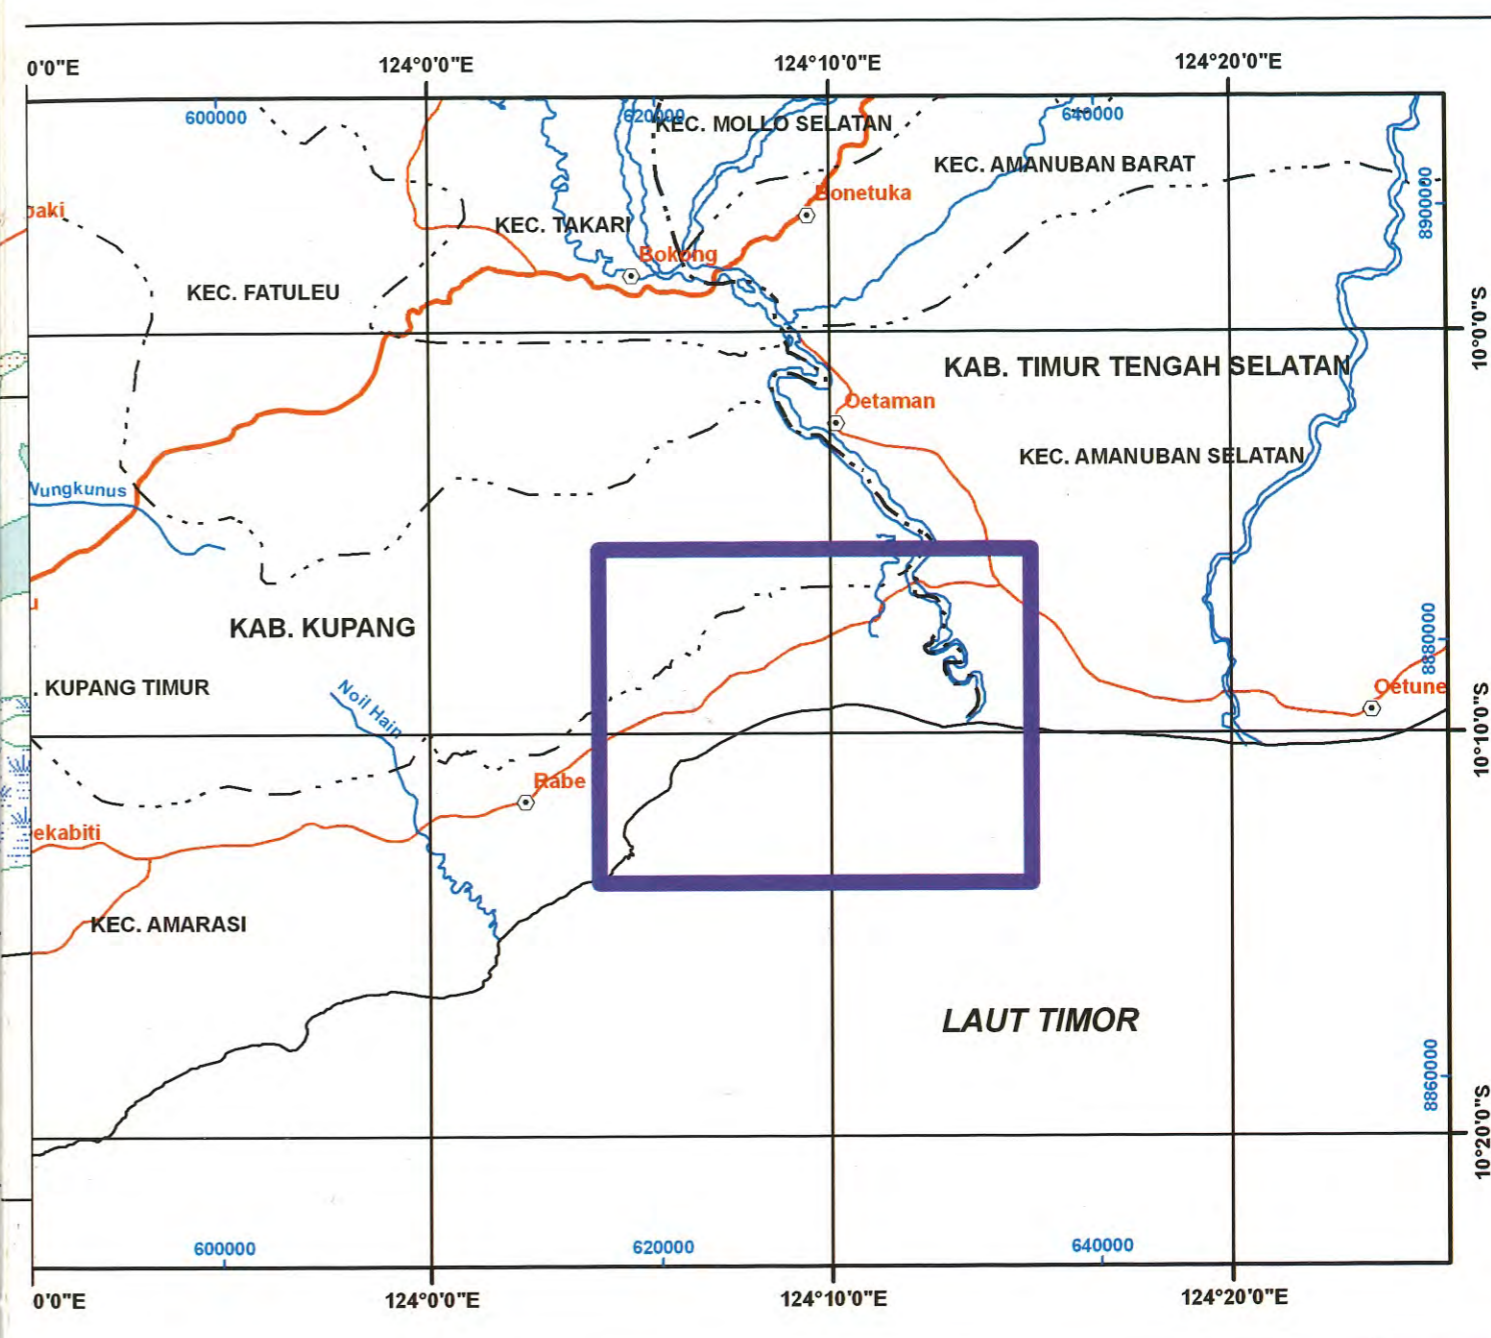 0'0"E
124°0'0"E
124°10'0"E
124°20'0"E
600000
620000
640000
KEC. MOLLO SELATAN
KEC. AMANUBAN BARAT
8900000
Bonetuka
baki
KEC. TAKARI
Bokong
KEC. FATULEU
10°0'0"S
KAB. TIMUR TENGAH SELATAN
Oetaman
KEC. AMANUBAN SELATAN
Nungkunus
u
KAB. KUPANG
8880000
. KUPANG TIMUR
Noil Hain
Oetune
10°10'0"S
Rabe
ekabiti
KEC. AMARASI
LAUT TIMOR
8860000
10°20'0"S
600000
620000
640000
0'0"E
124°0'0"E
124°10'0"E
124°20'0"E